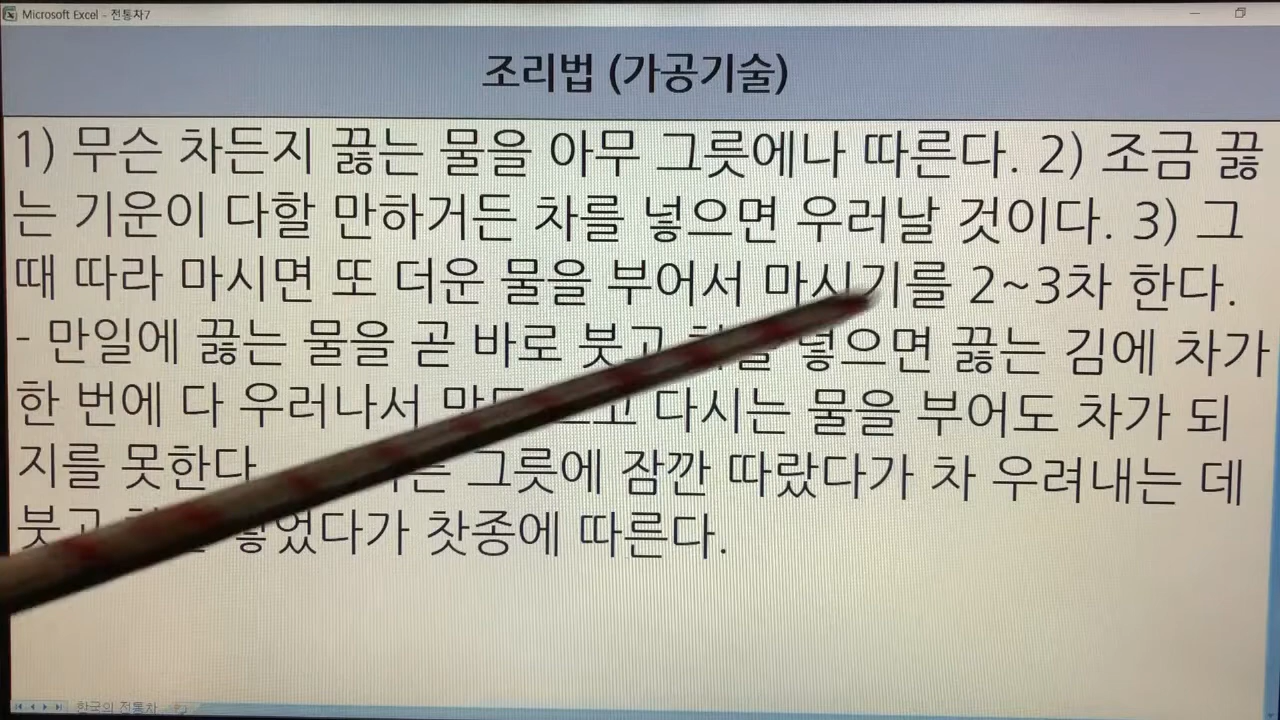 Microsoft Excel - 전통차7
조리법 (가공기술)
1) 무슨 차든지 끓는 물을 아무 그릇에나 따른다. 2) 조금 끓
는 기운이 다할 만하거든 차를 넣으면 우러날 것이다. 3) 그
때 따라 마시면 또 더운 물을 부어서 마시기를 2~3차 한다.
- 만일에 끓는 물을 곧 바로 붓고 넣으면 끓는 김에 차가
한 번에 다 우러나서 다시는 물을 부어도 차가 되
지를 못한다 그릇에 잠깐 따랐다가 차 우려내는 데
붓고 넣었다가 찻종에 따른다.
한국의 전통차